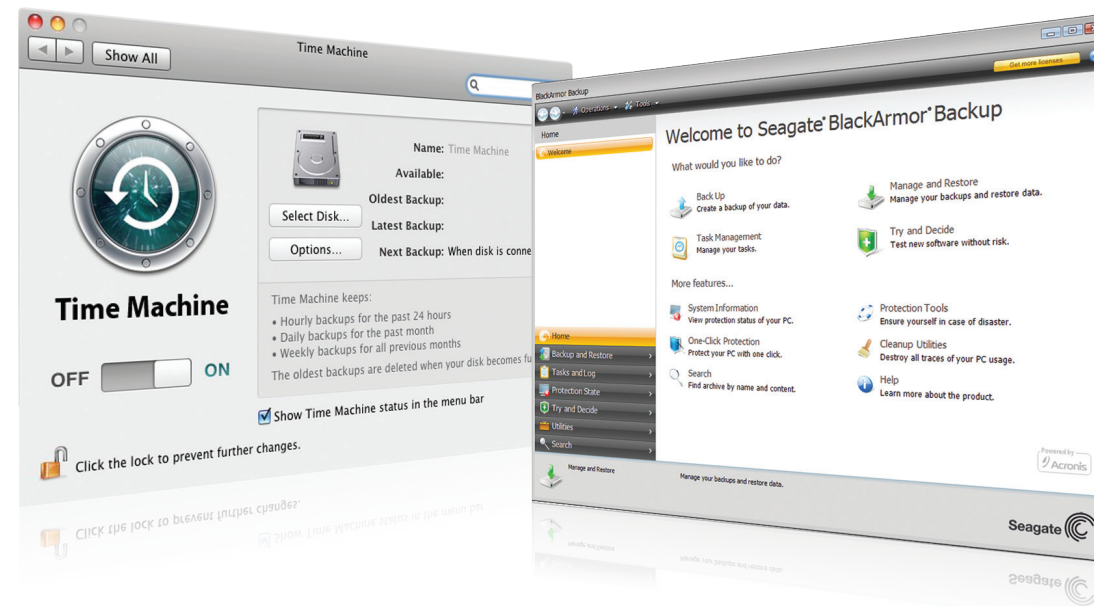 Time Machine
Show All
Time Machine
OFF
ON
Name: Time Machine
Available:
Oldest Backup:
Select Disk...
Latest Backup:
Options...
Next Backup: When disk is conne
Time Machine keeps:
• Hourly backups for the past 24 hours
• Daily backups for the past month
• Weekly backups for all previous months
The oldest backups are deleted when your disk becomes fu
Show Time Machine status in the menu bar
Click the lock to prevent further changes.
BlackArmor Backup
Get more licenses
Operations
Tools
Home
Welcome
Home
Backup and Restore
Tasks and Log
Protection State
Try and Decide
Utilities
Search
Welcome to Seagate® BlackArmor® Backup
What would you like to do?
Back Up
Create a backup of your data.
Manage and Restore
Manage your backups and restore data.
Task Management
Manage your tasks.
Try and Decide
Test new software without risk.
More features...
System Information
View protection status of your PC.
Protection Tools
Ensure yourself in case of disaster.
One-Click Protection
Protect your PC with one click.
Cleanup Utilities
Destroy all traces of your PC usage.
Search
Find archive by name and content.
Help
Learn more about the product.
Powered by
Acronis
Manage and Restore
Manage your backups and restore data.
Seagate